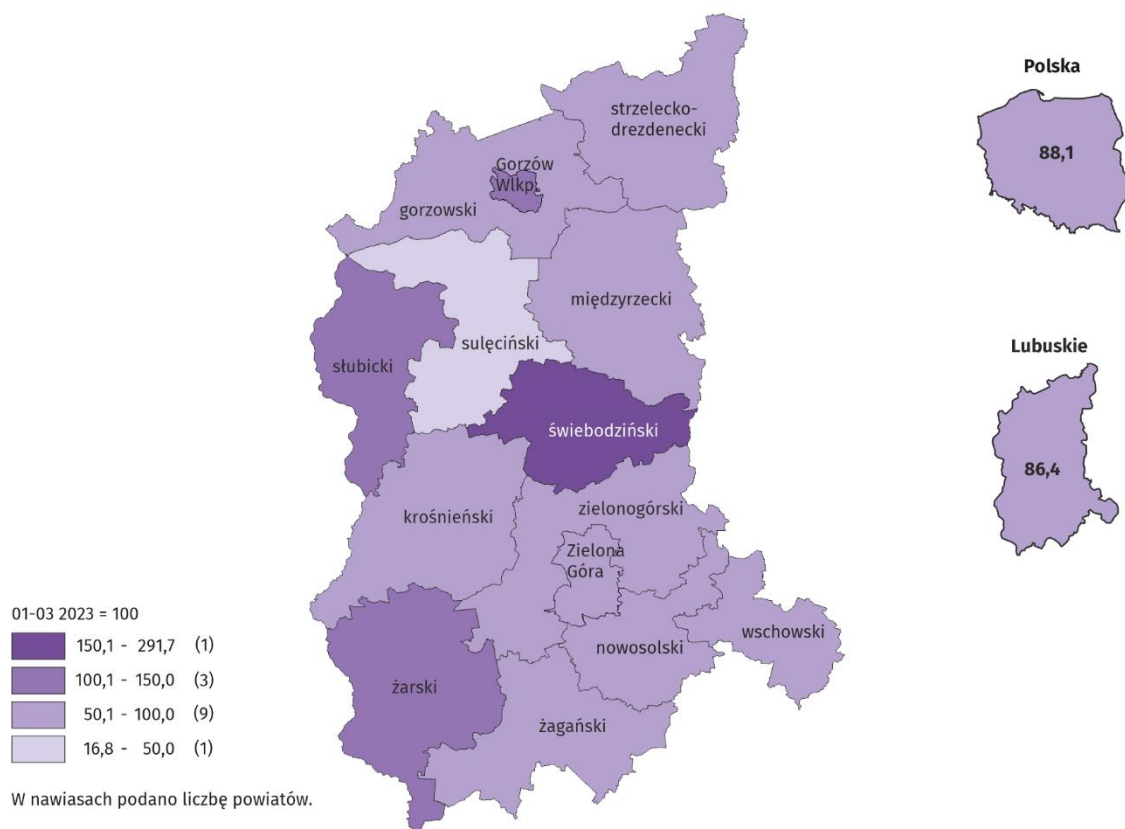 Polska
88,1
strzelecko-
drezdenecki
Gorzów
Wlkp.
gorzowski
międzyrzecki
sulęciński
słubicki
świebodziński
Lubuskie
86,4
krośnieński
zielonogórski
Zielona
Góra
nowosolski
wschowski
żarski
żagański
01-03 2023 = 100
150,1 - 291,7 (1)
100,1 - 150,0 (3)
50,1 - 100,0 (9)
16,8 - 50,0 (1)
W nawiasach podano liczbę powiatów.